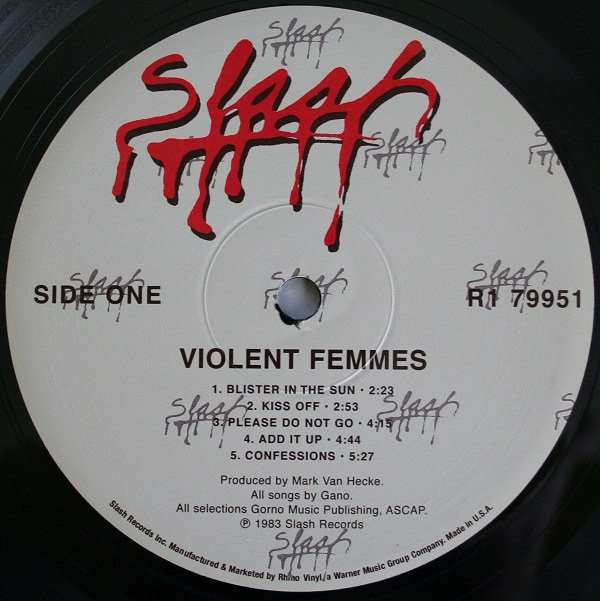 Slash
Slash
SIDE ONE
R1 79951
VIOLENT FEMMES
1. BLISTER IN THE SUN · 2:23
2. KISS OFF · 2:53
3. PLEASE DO NOT GO · 4:15
4. ADD IT UP · 4:44
5. CONFESSIONS · 5:27
Produced by Mark Van Hecke.
All songs by Gano.
All selections Gorno Music Publishing, ASCAP.
℗ 1983 Slash Records
Slash
Slash Records Inc. Manufactured & Marketed by Rhino Vinyl, a Warner Music Group Company. Made in U.S.A.